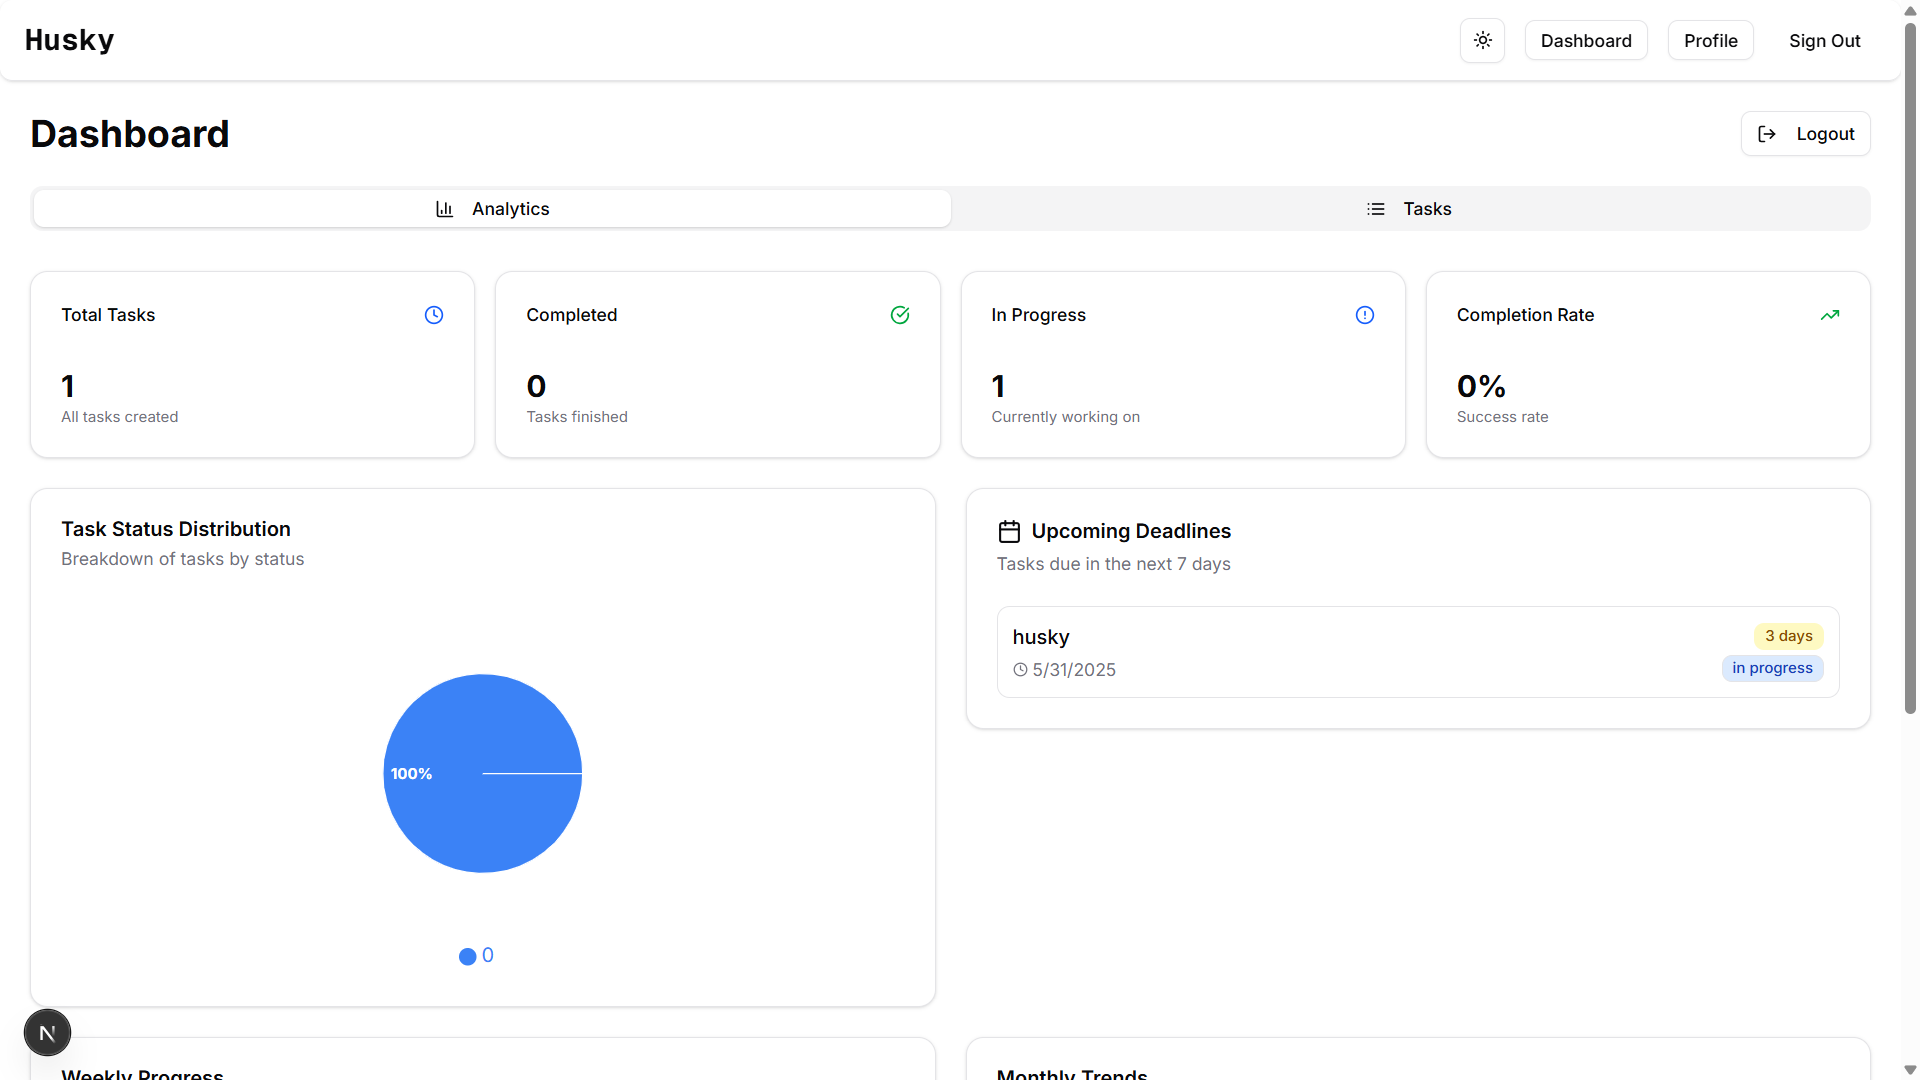 Husky
Dashboard
Profile
Sign Out
Dashboard
Logout
Analytics
Tasks
Total Tasks
1
All tasks created
Completed
0
Tasks finished
In Progress
1
Currently working on
Completion Rate
0%
Success rate
Task Status Distribution
Breakdown of tasks by status
100%
0
Upcoming Deadlines
Tasks due in the next 7 days
husky
3 days
5/31/2025
in progress
N
Weekly Progress
Monthly Trends